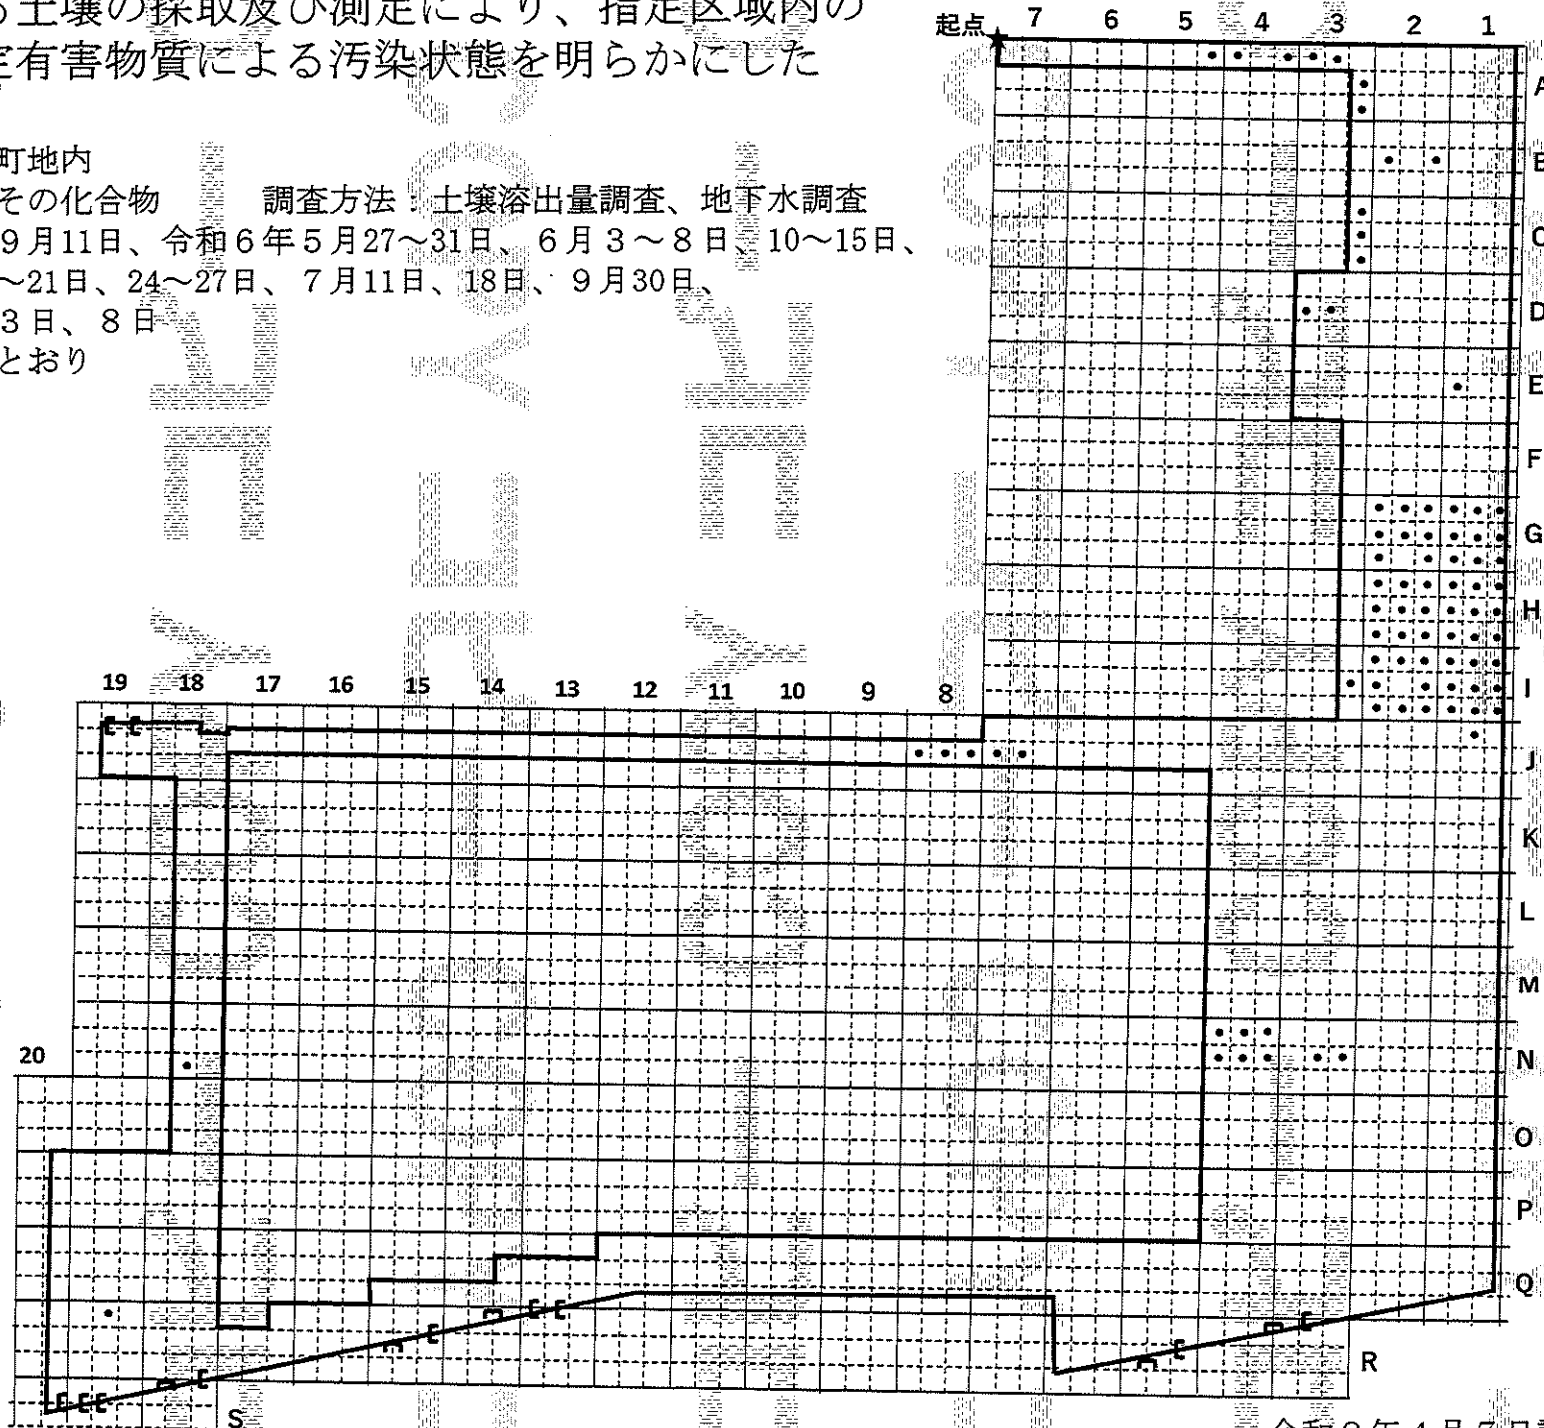 る土壌の採取及び測定により、指定区域内の
定有害物質による汚染状態を明らかにした
町地内
その化合物　調査方法：土壌溶出量調査、地下水調査
９月11日、令和６年５月27～31日、６月３～８日、10～15日、
～21日、24～27日、７月11日、18日、９月30日、
３日、８日
とおり
起点 7 6 5 4 3 2 1
A
B
C
D
E
F
G
H
I
19 18 17 16 15 14 13 12 11 10 9 8
J
K
L
M
20
N
O
P
Q
R
S